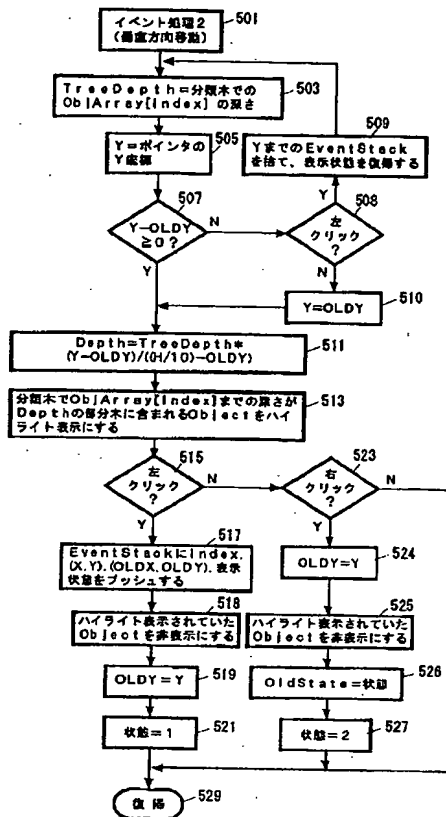 イベント処理2
(垂直方向移動)
501
TreeDepth=分類木での
ObjArray[Index]の深さ
503
Y=ポインタの
Y座標
505
YまでのEventStack
を捨て、表示状態を復帰する
509
Y-OLDY
≧0?
507
N
Y
左
クリック
?
508
Y
N
Y=OLDY
510
Depth=TreeDepth*
(Y-OLDY)/((H/10)-OLDY)
511
分類木でObjArray[Index]までの深さが
Depthの部分木に含まれるObjectをハイ
ライト表示にする
513
左
クリック
?
515
N
Y
右
クリック
?
523
N
Y
EventStackにIndex,
(X,Y),(OLDX,OLDY),表示
状態をプッシュする
517
OLDY=Y
524
ハイライト表示されていた
Objectを非表示にする
518
ハイライト表示されていた
Objectを非表示にする
525
OLDY=Y
519
OldState=状態
526
状態=1
521
状態=2
527
復帰
529